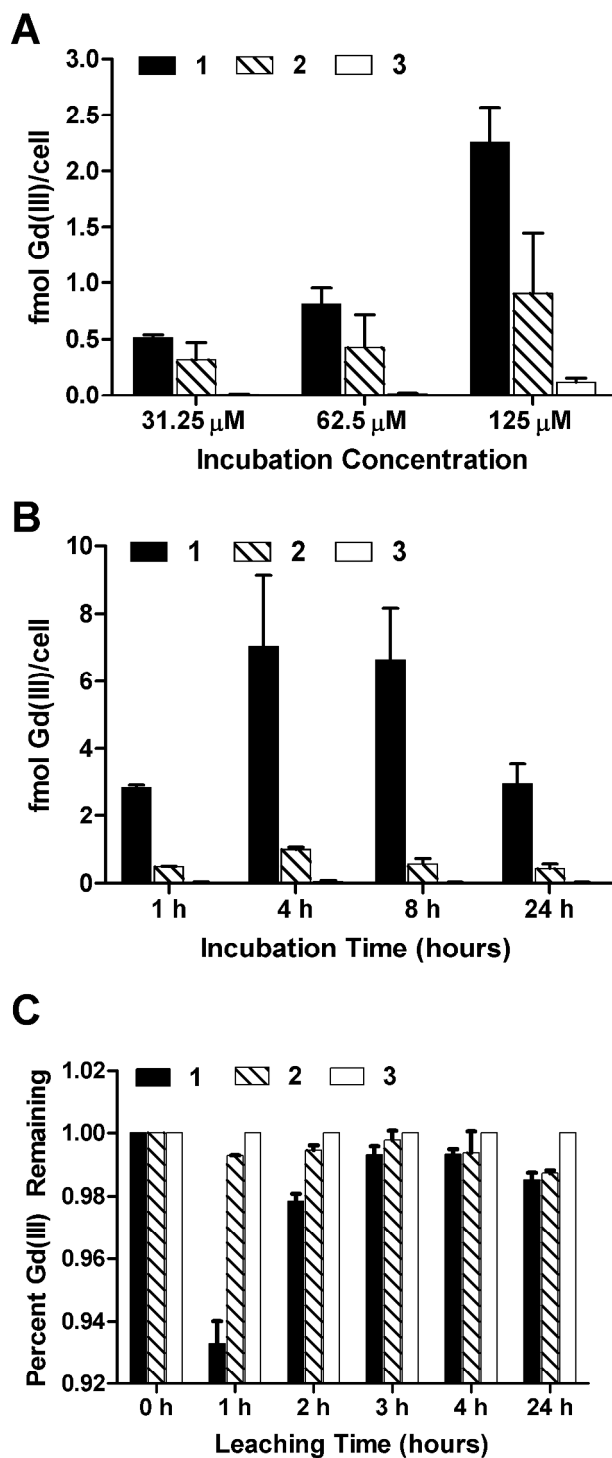 A
1 2 3
fmol Gd(III)/cell
3.0
2.5
2.0
1.5
1.0
0.5
0.0
31.25 μM 62.5 μM 125 μM
Incubation Concentration
B
1 2 3
fmol Gd(III)/cell
10
8
6
4
2
0
1 h 4 h 8 h 24 h
Incubation Time (hours)
C
1 2 3
Percent Gd(III) Remaining
1.02
1.00
0.98
0.96
0.94
0.92
0 h 1 h 2 h 3 h 4 h 24 h
Leaching Time (hours)